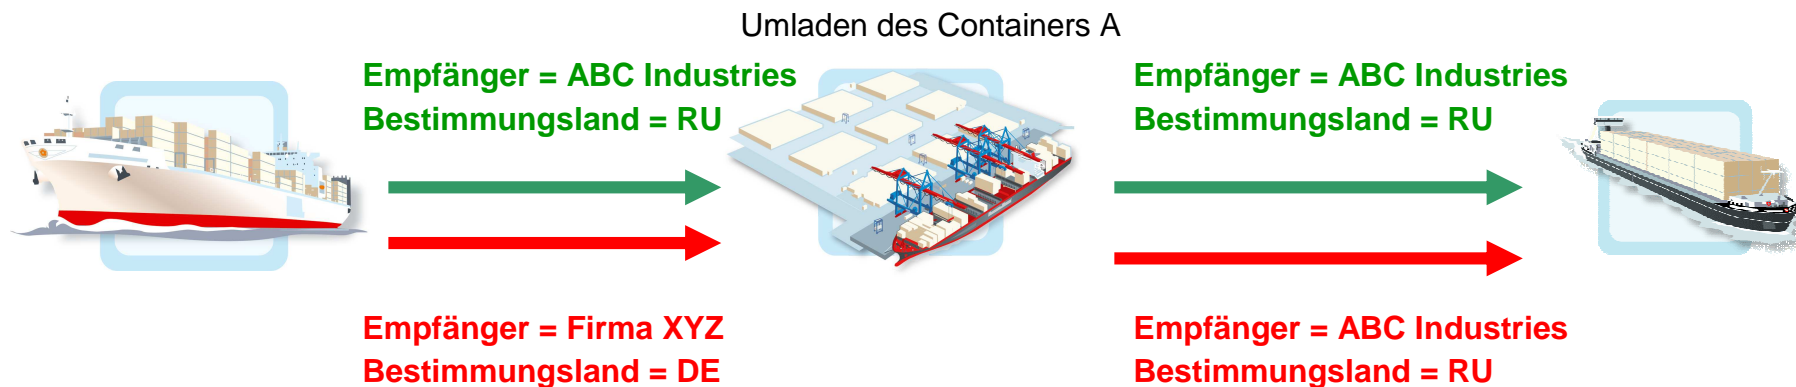 Umladen des Containers A
Empfänger = ABC Industries
Bestimmungsland = RU
Empfänger = ABC Industries
Bestimmungsland = RU
Empfänger = Firma XYZ
Bestimmungsland = DE
Empfänger = ABC Industries
Bestimmungsland = RU